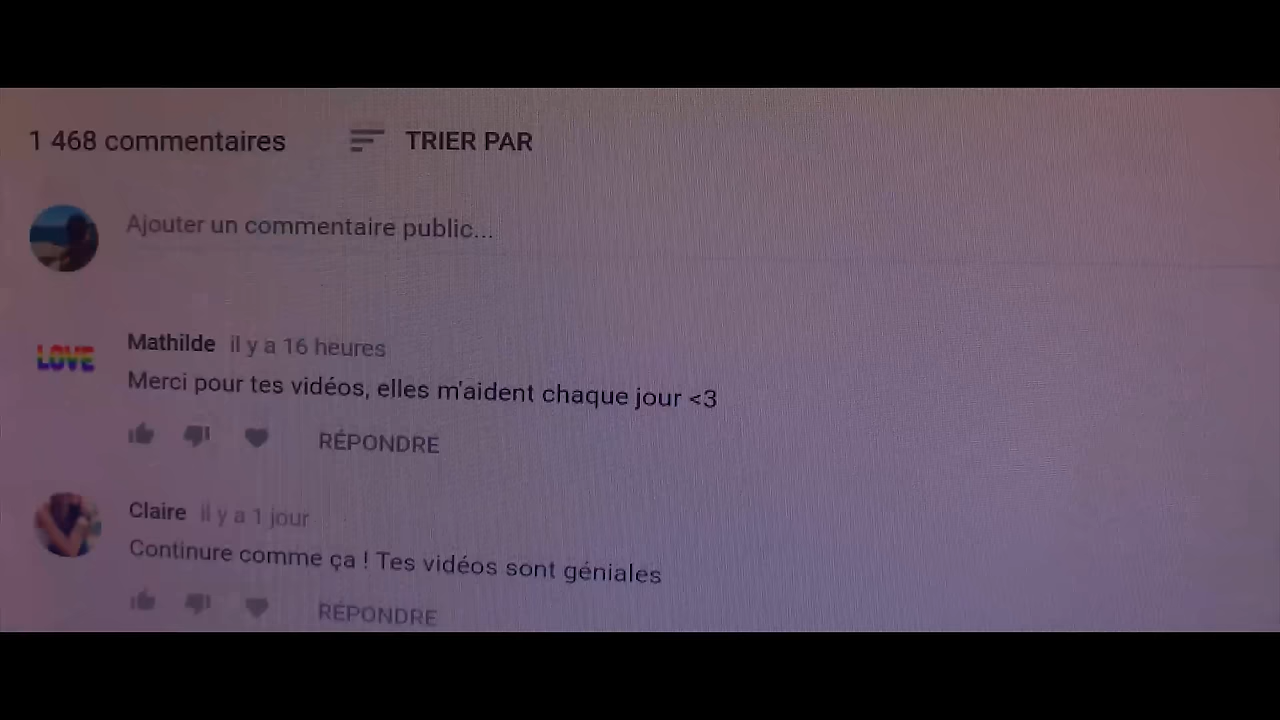 1 468 commentaires TRIER PAR
Ajouter un commentaire public...
LOVE
Mathilde il y a 16 heures
Merci pour tes vidéos, elles m'aident chaque jour <3
RÉPONDRE
Claire il y a 1 jour
Continure comme ça ! Tes vidéos sont géniales
RÉPONDRE